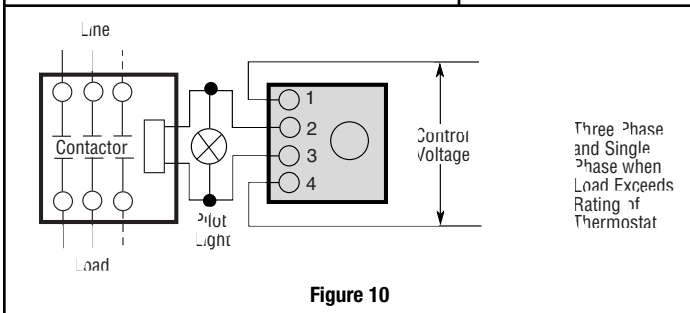 Line
Contactor
Load
Pilot
Light
1
2
3
4
Control
Voltage
Three Phase
and Single
Phase when
Load Exceeds
Rating of
Thermostat
Figure 10